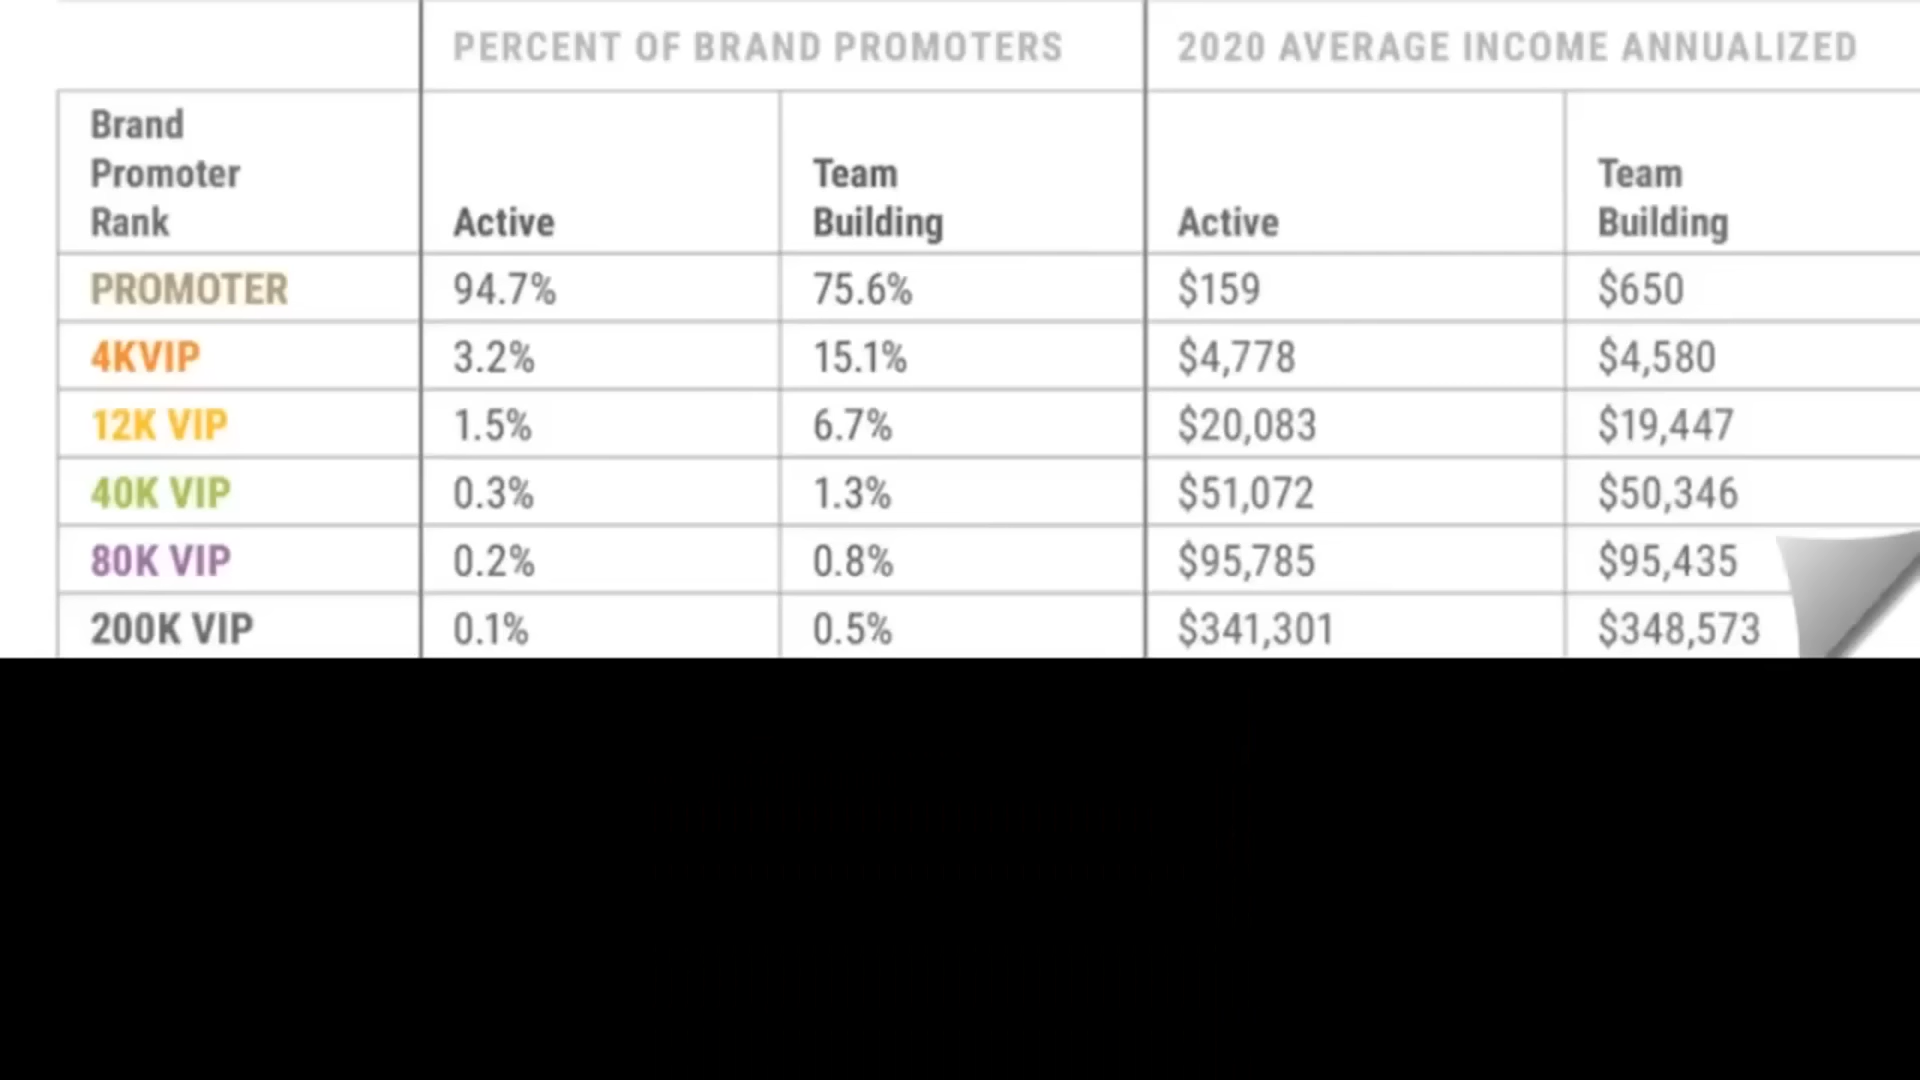 PERCENT OF BRAND PROMOTERS 2020 AVERAGE INCOME ANNUALIZED
Brand
Promoter
Rank
Active
Team
Building
Active
Team
Building
PROMOTER 94.7% 75.6% $159 $650
4KVIP 3.2% 15.1% $4,778 $4,580
12K VIP 1.5% 6.7% $20,083 $19,447
40K VIP 0.3% 1.3% $51,072 $50,346
80K VIP 0.2% 0.8% $95,785 $95,435
200K VIP 0.1% 0.5% $341,301 $348,573